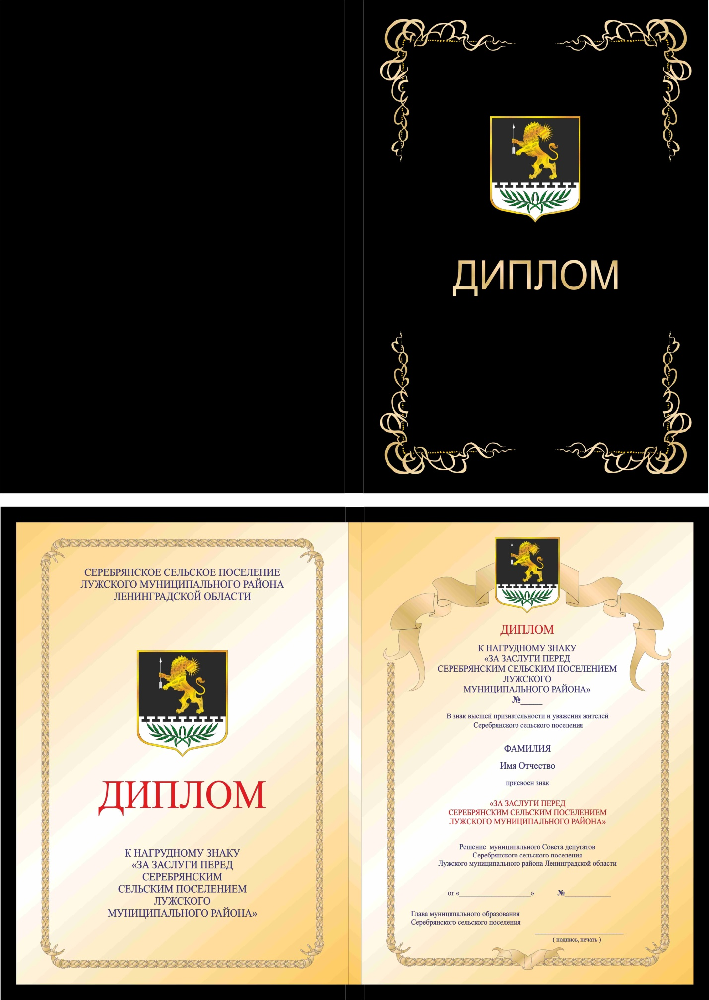 ДИПЛОМ
СЕРЕБРЯНСКОЕ СЕЛЬСКОЕ ПОСЕЛЕНИЕ
ЛУЖСКОГО МУНИЦИПАЛЬНОГО РАЙОНА
ЛЕНИНГРАДСКОЙ ОБЛАСТИ
ДИПЛОМ
К НАГРУДНОМУ ЗНАКУ
«ЗА ЗАСЛУГИ ПЕРЕД
СЕРЕБРЯНСКИМ
СЕЛЬСКИМ ПОСЕЛЕНИЕМ
ЛУЖСКОГО
МУНИЦИПАЛЬНОГО РАЙОНА»
ДИПЛОМ
К НАГРУДНОМУ ЗНАКУ
«ЗА ЗАСЛУГИ ПЕРЕД
СЕРЕБРЯНСКИМ СЕЛЬСКИМ ПОСЕЛЕНИЕМ
ЛУЖСКОГО
МУНИЦИПАЛЬНОГО РАЙОНА»
№_____
В знак высшей признательности и уважения жителей
Серебрянского сельского поселения
ФАМИЛИЯ
Имя Отчество
присвоен знак
«ЗА ЗАСЛУГИ ПЕРЕД
СЕРЕБРЯНСКИМ СЕЛЬСКИМ ПОСЕЛЕНИЕМ
ЛУЖСКОГО МУНИЦИПАЛЬНОГО РАЙОНА»
Решение муниципального Совета депутатов
Серебрянского сельского поселения
Лужского муниципального района Ленинградской области
от «____________________» №_____________
Глава муниципального образования
Серебрянского сельского поселения
( подпись, печать )